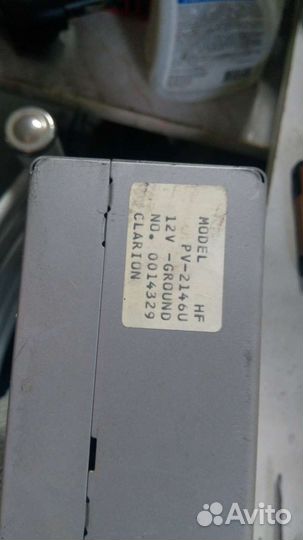 MODEL HF
PV-2146U
12V -GROUND
NO. 0014329
CLARION
Avito